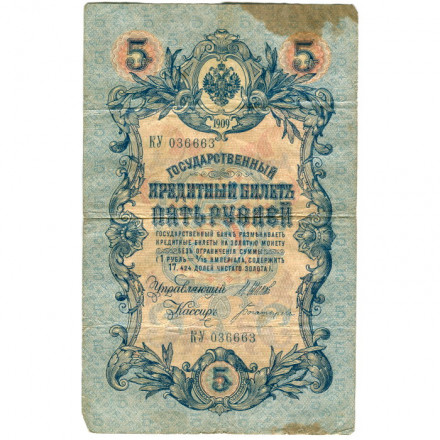 5 5
1909
КУ 036663
ГОСУДАРСТВЕННЫЙ
КРЕДИТНЫЙ БИЛЕТЪ
ПЯТЬ РУБЛЕЙ
ГОСУДАРСТВЕННЫЙ БАНКЪ РАЗМѢНИВАЕТЪ
КРЕДИТНЫЕ БИЛЕТЫ НА ЗОЛОТУЮ МОНЕТУ
БЕЗЪ ОГРАНИЧЕНІЯ СУММЫ
(1 РУБЛЬ = 1/15 ИМПЕРІАЛА, СОДЕРЖИТЪ
17,424 ДОЛЕЙ ЧИСТАГО ЗОЛОТА).
Управляющій
Кассиръ
КУ 036663
5